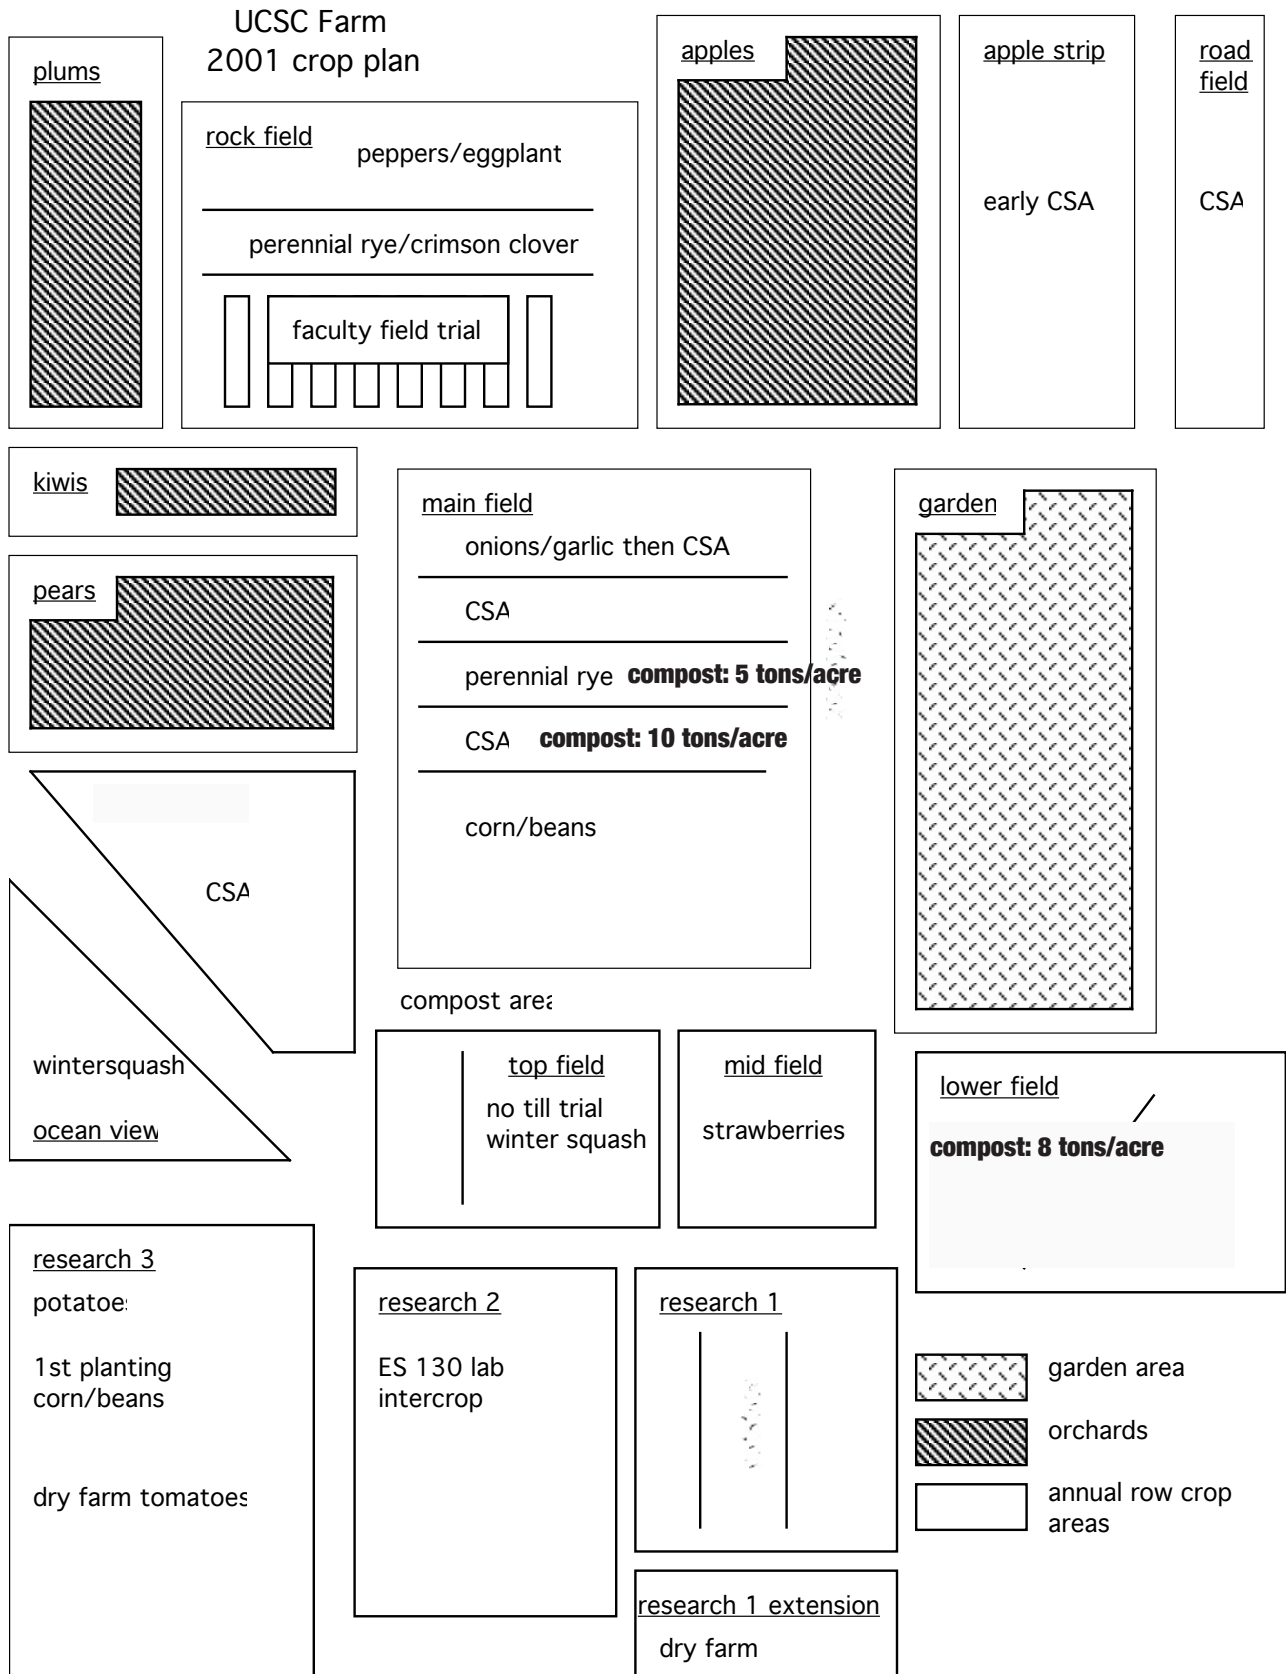 UCSC Farm
2001 crop plan
plums
rock field
peppers/eggplant
perennial rye/crimson clover
faculty field trial
apples
apple strip
early CSA
road
field
CSA
kiwis
pears
main field
onions/garlic then CSA
CSA
perennial rye compost: 5 tons/acre
CSA compost: 10 tons/acre
corn/beans
garden
CSA
wintersquash
ocean view
compost area
top field
no till trial
winter squash
mid field
strawberries
lower field
compost: 8 tons/acre
research 3
potatoes
1st planting
corn/beans
dry farm tomatoes
research 2
ES 130 lab
intercrop
research 1
research 1 extension
dry farm
garden area
orchards
annual row crop
areas